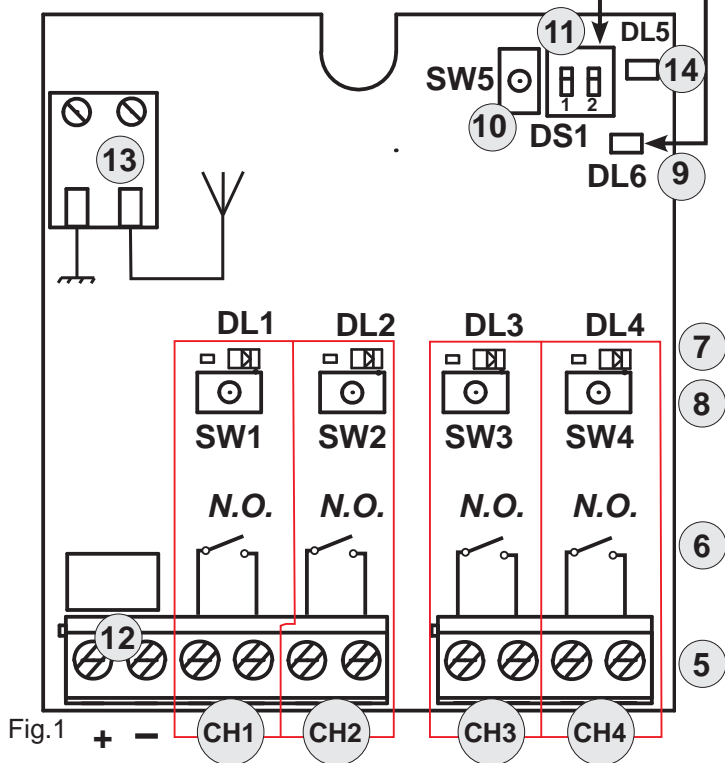 11 DL5
SW5 14
1 2
10 DS1
13
DL6 9
DL1 DL2 DL3 DL4
7
8
SW1 SW2 SW3 SW4
N.O. N.O. N.O. N.O.
6
12
5
Fig.1 + − CH1 CH2 CH3 CH4